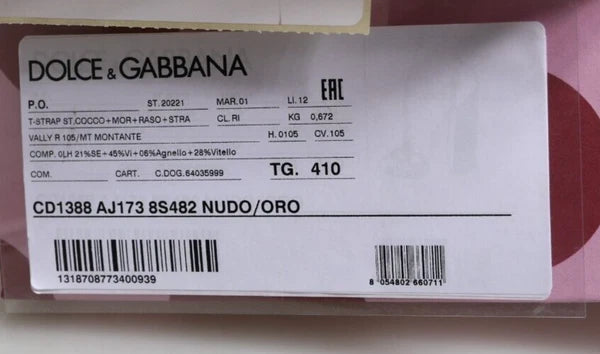 DOLCE & GABBANA
P.O. ST. 20221 MAR.01 LI. 12 EAC
T-STRAP ST.COCCO+MOR+RASO+STRA CL. RI KG 0,672
VALLY R 105/MT MONTANTE H. 0105 CV. 105
COMP. 0LH 21%SE+45%Vi+06%Agnello+28%Vitello
COM. CART. C.DOG. 64035999 TG. 410
CD1388 AJ173 8S482 NUDO/ORO
1318708773400939
8 054802 660711